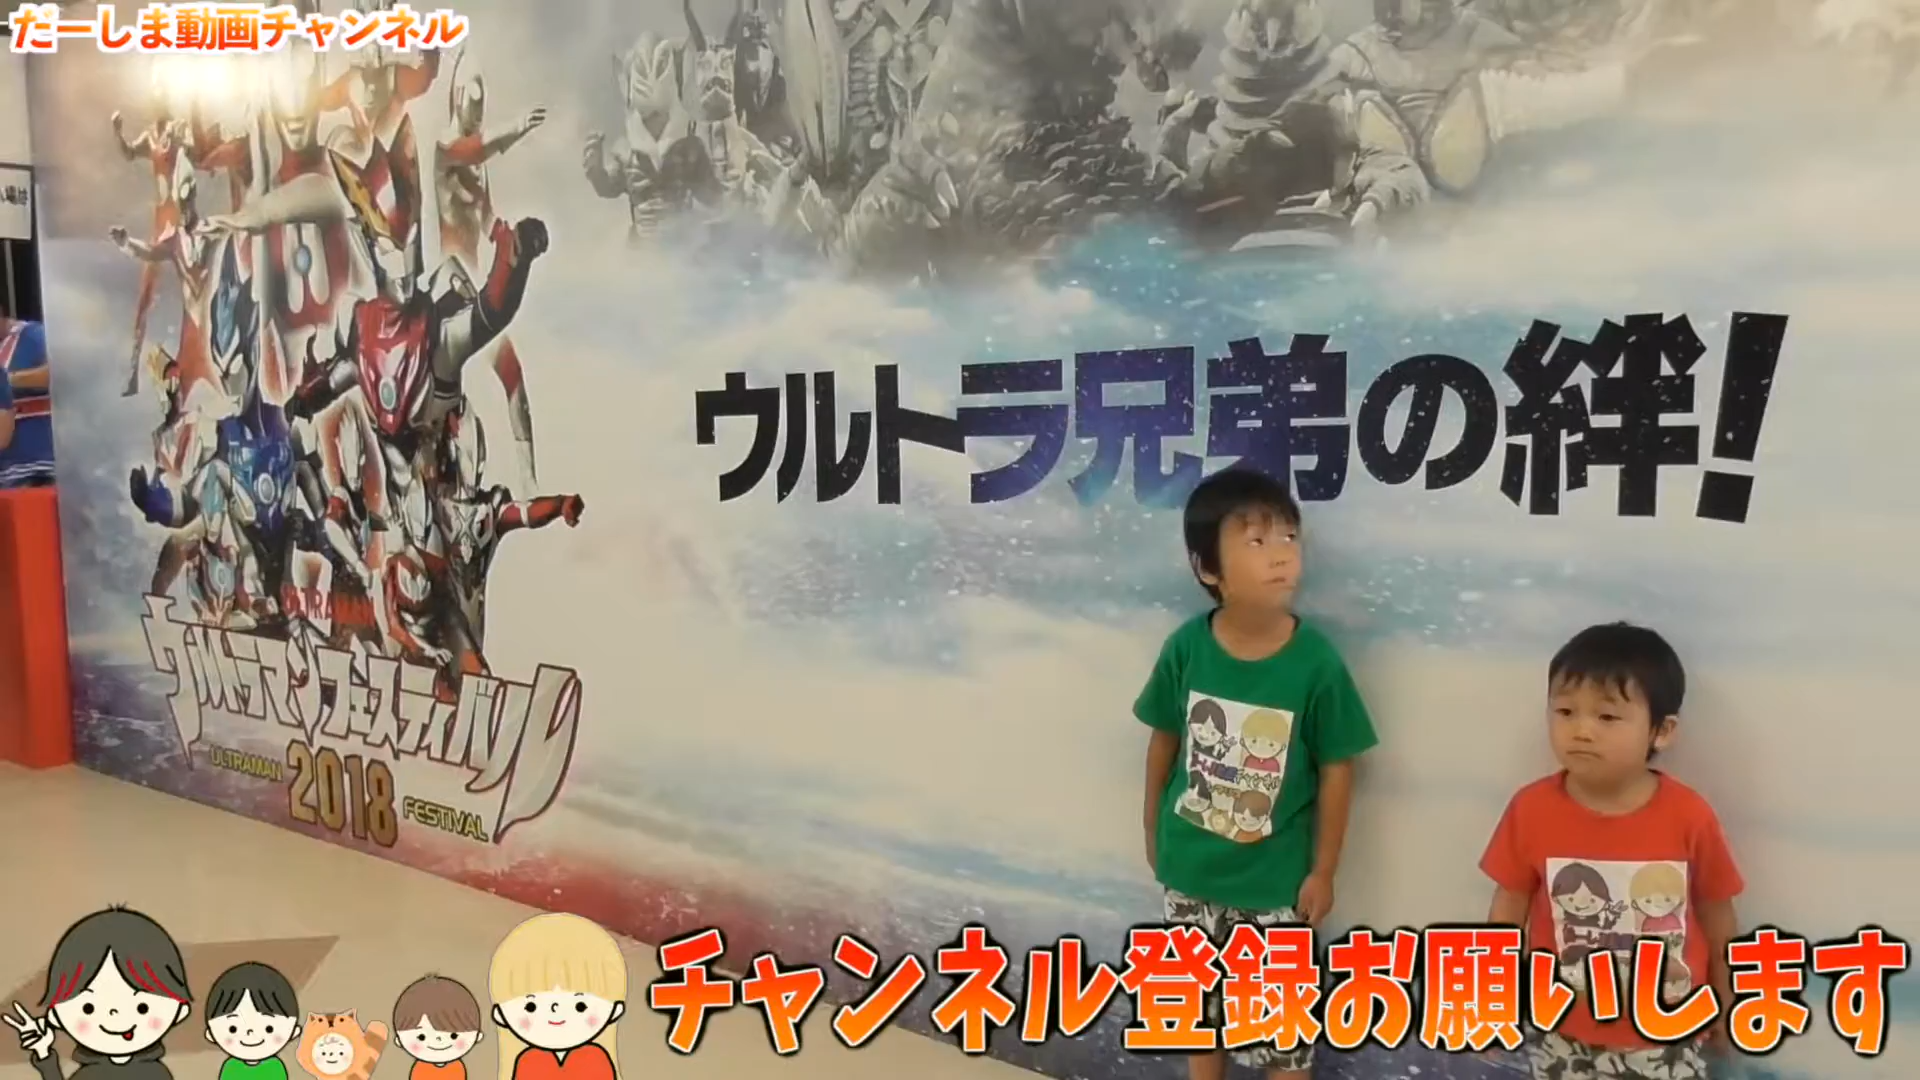 だーしま動画チャンネル
ウルトラ兄弟の絆!
ULTRAMAN
ウルトラマンフェスティバル
ULTRAMAN 2018 FESTIVAL
チャンネル登録お願いします